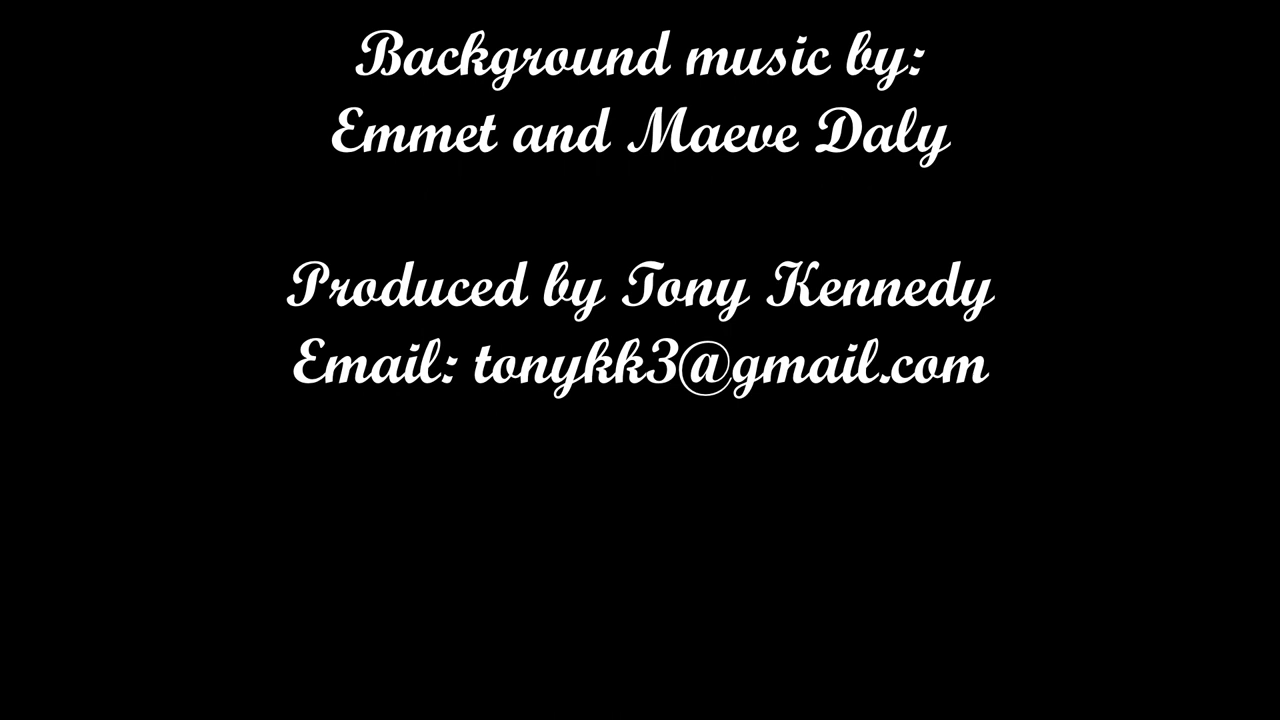 Background music by:
Emmet and Maeve Daly
Produced by Tony Kennedy
Email: tonykk3@gmail.com